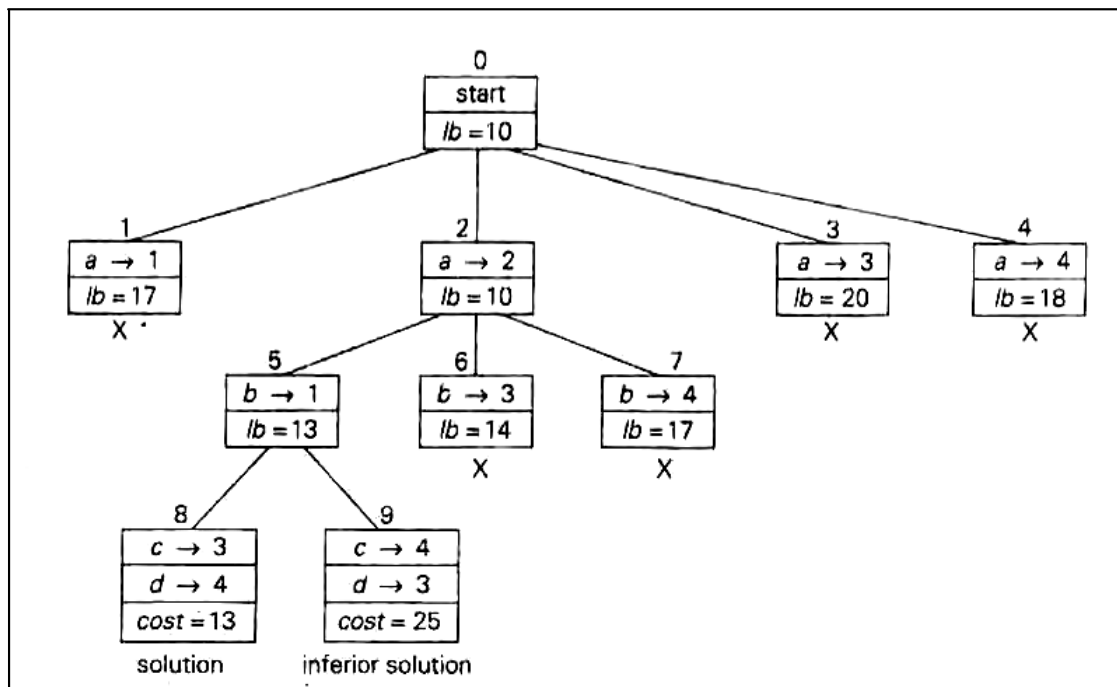 0
start
lb = 10
1
2
3
4
a → 1
a → 2
a → 3
a → 4
lb = 17
lb = 10
lb = 20
lb = 18
X
X
X
5
6
7
b → 1
b → 3
b → 4
lb = 13
lb = 14
lb = 17
X
X
8
9
c → 3
c → 4
d → 4
d → 3
cost = 13
cost = 25
solution
inferior solution